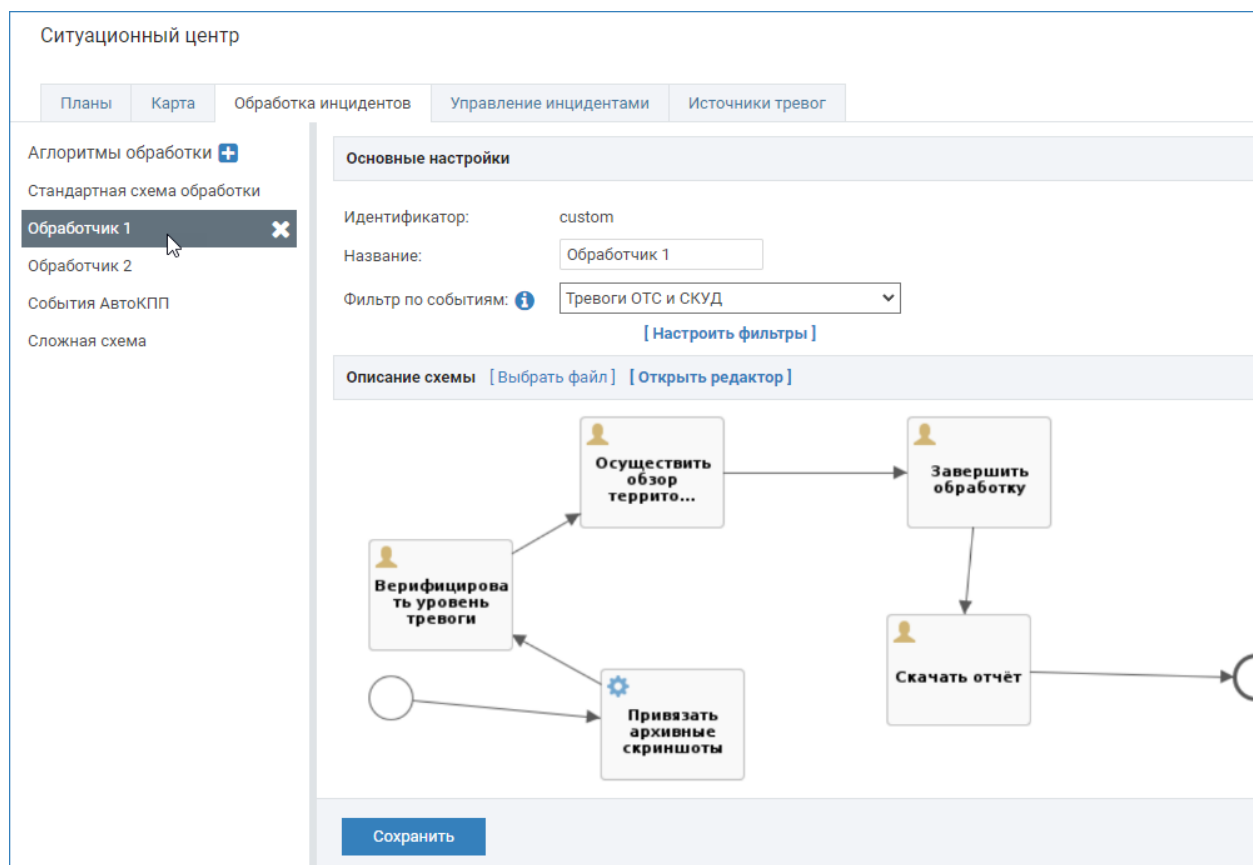 Ситуационный центр
Планы Карта Обработка инцидентов Управление инцидентами Источники тревог
Аглоритмы обработки
Стандартная схема обработки
Обработчик 1
Обработчик 2
События АвтоКПП
Сложная схема
Основные настройки
Идентификатор: custom
Название: Обработчик 1
Фильтр по событиям: Тревоги ОТС и СКУД
[ Настроить фильтры ]
Описание схемы [ Выбрать файл ] [ Открыть редактор ]
Осуществить
обзор
террито...
Завершить
обработку
Верифицирова
ть уровень
тревоги
Скачать отчёт
Привязать
архивные
скриншоты
Сохранить